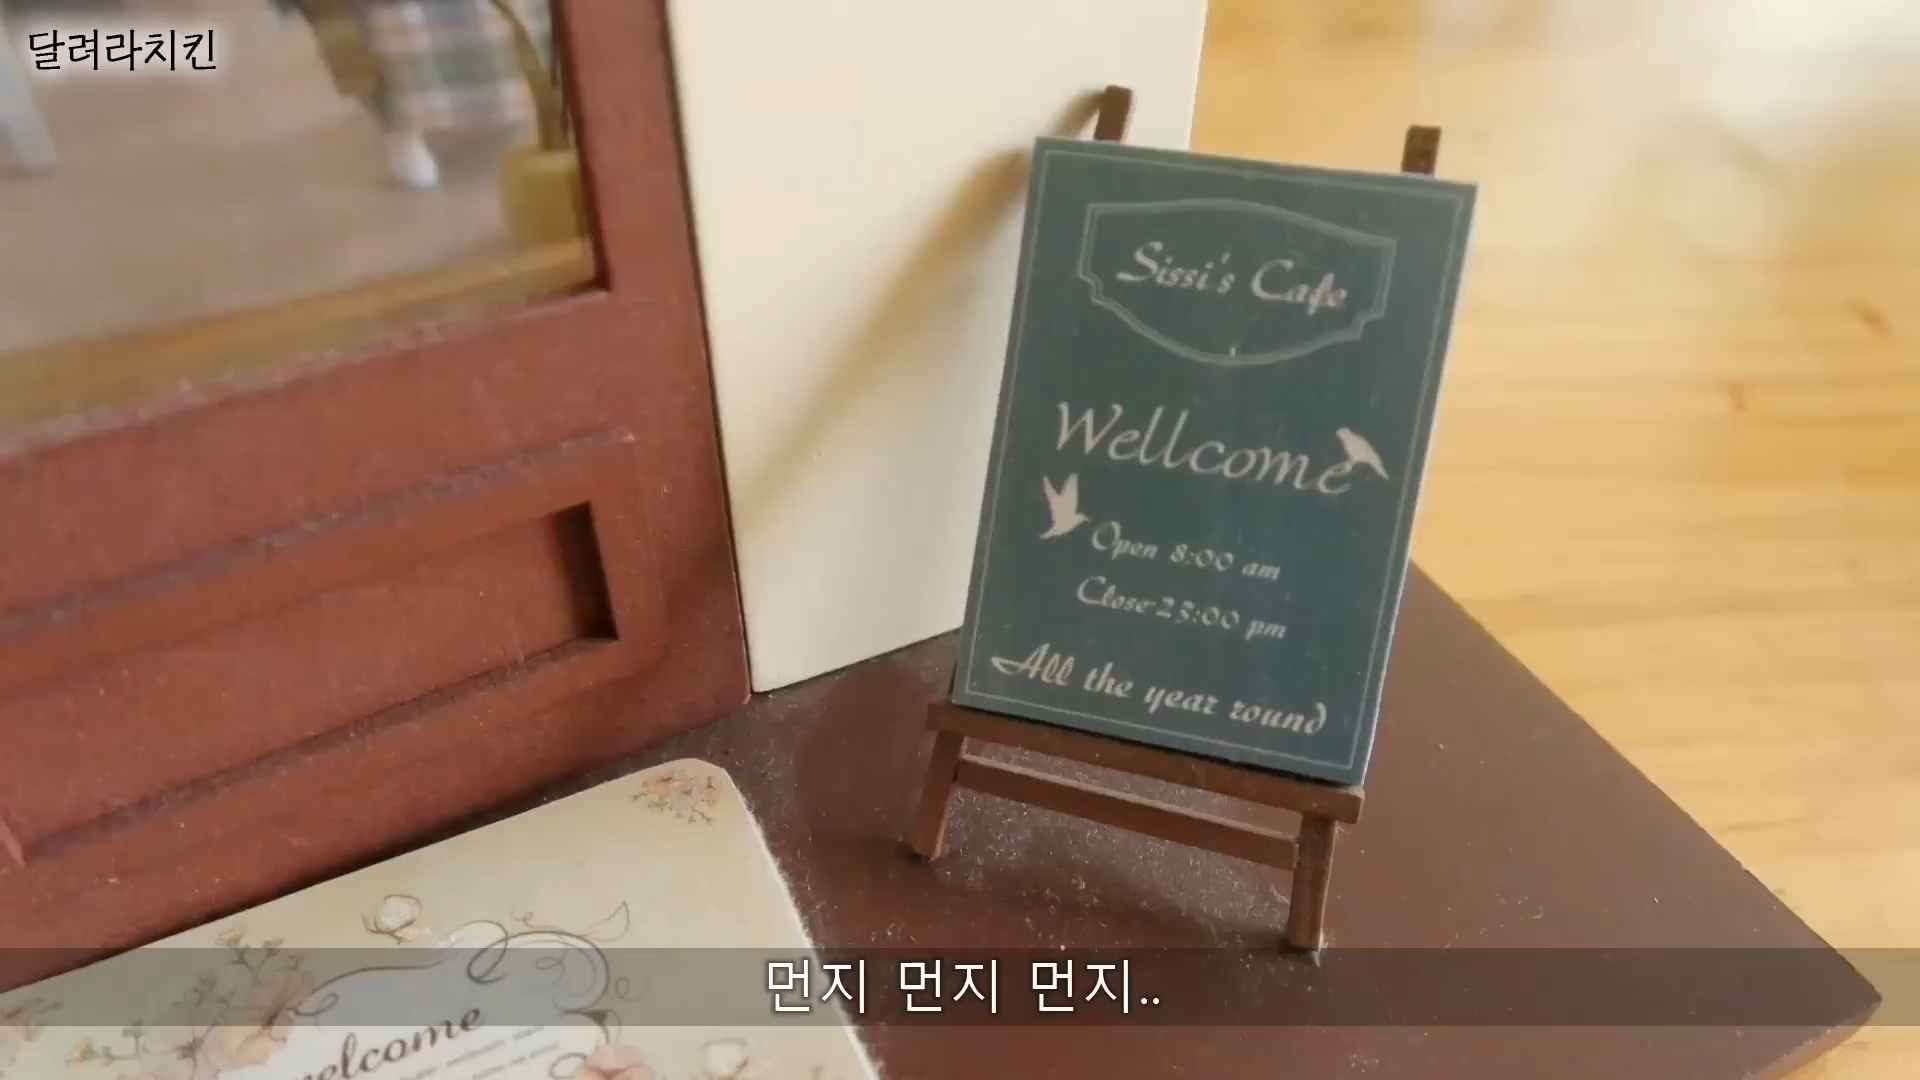 달려라치킨
Sissi's Cafe
Wellcome
Open 8:00 am
Close 23:00 pm
All the year round
welcome
먼지 먼지 먼지..